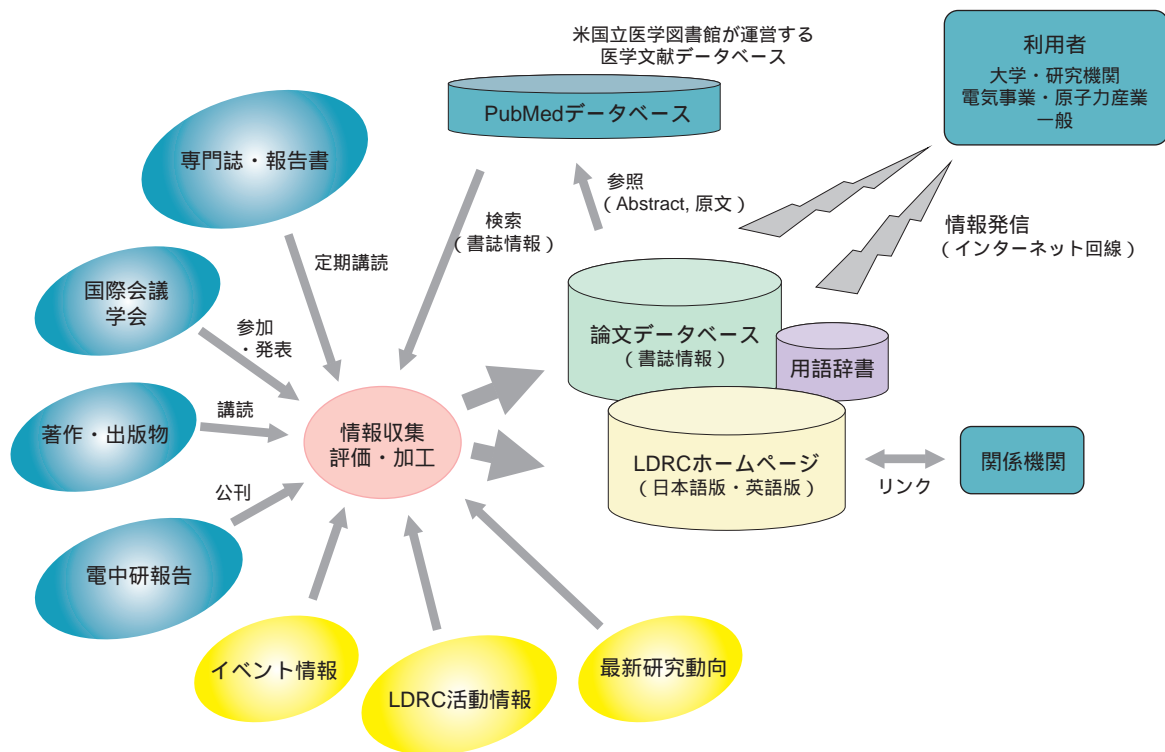 米国立医学図書館が運営する
医学文献データベース
PubMedデータベース
利用者
大学・研究機関
電気事業・原子力産業
一般
専門誌・報告書
参照
（Abstract, 原文）
検索
（書誌情報）
情報発信
（インターネット回線）
定期講読
国際会議
学会
参加
・発表
論文データベース
（書誌情報）
用語辞書
著作・出版物
講読
情報収集
評価・加工
LDRCホームページ
（日本語版・英語版）
リンク
関係機関
公刊
電中研報告
イベント情報
LDRC活動情報
最新研究動向